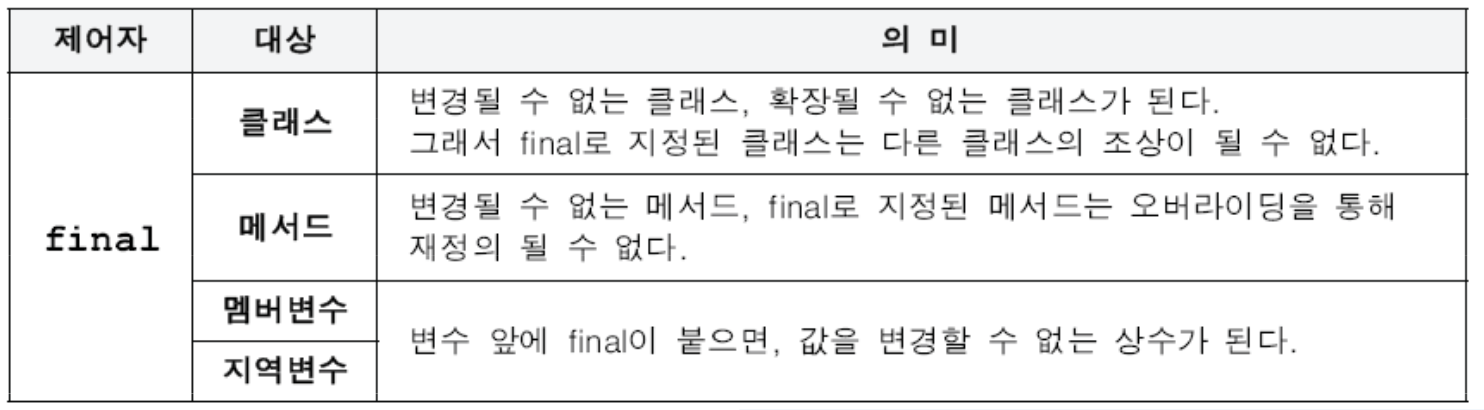 제어자 대상 의 미
클래스 변경될 수 없는 클래스, 확장될 수 없는 클래스가 된다.
그래서 final로 지정된 클래스는 다른 클래스의 조상이 될 수 없다.
final
메서드 변경될 수 없는 메서드, final로 지정된 메서드는 오버라이딩을 통해
재정의 될 수 없다.
멤버변수
변수 앞에 final이 붙으면, 값을 변경할 수 없는 상수가 된다.
지역변수